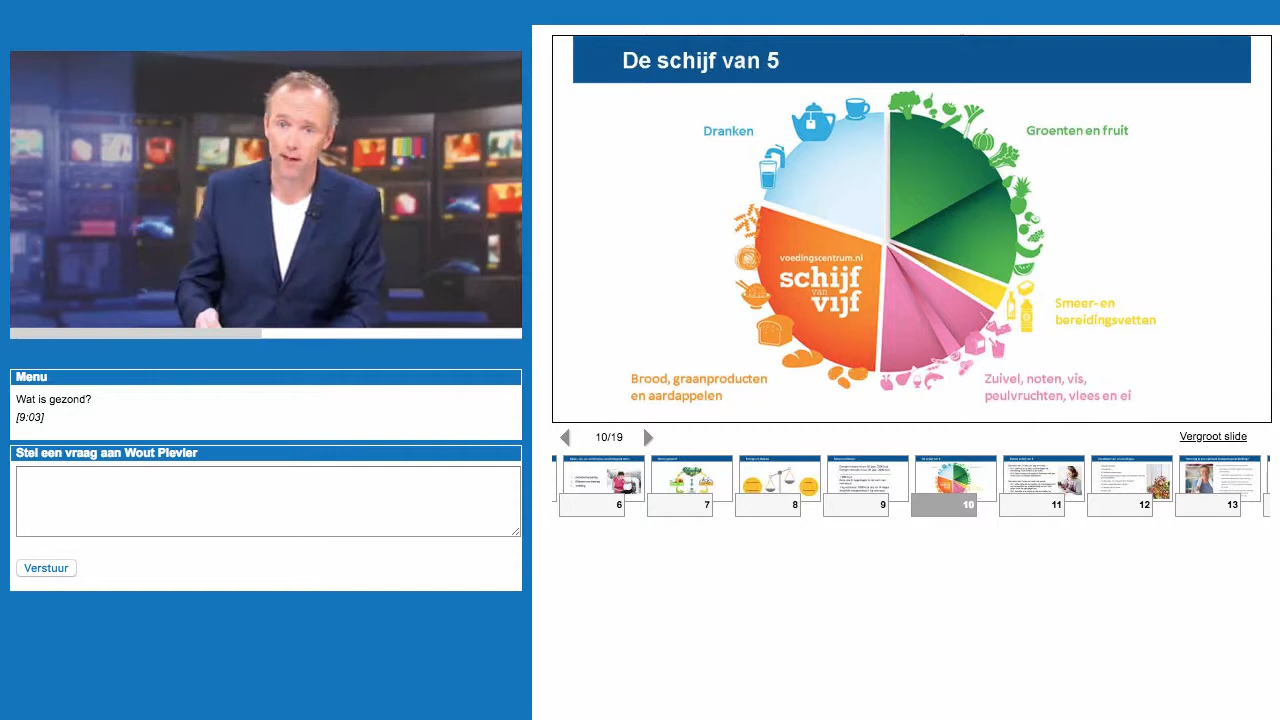 De schijf van 5
Dranken
Groenten en fruit
voedingscentrum.nl
schijf
van
vijf
Smeer- en
bereidingsvetten
Brood, graanproducten
en aardappelen
Zuivel, noten, vis,
peulvruchten, vlees en ei
Menu
Wat is gezond?
[9:03]
Stel een vraag aan Wout Plevier
Verstuur
10/19
Vergroot slide
6
7
8
9
10
11
12
13